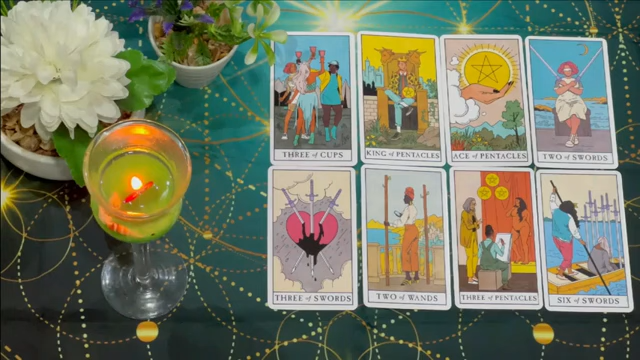 THREE of CUPS
KING of PENTACLES
ACE of PENTACLES
TWO of SWORDS
THREE of SWORDS
TWO of WANDS
THREE of PENTACLES
SIX of SWORDS